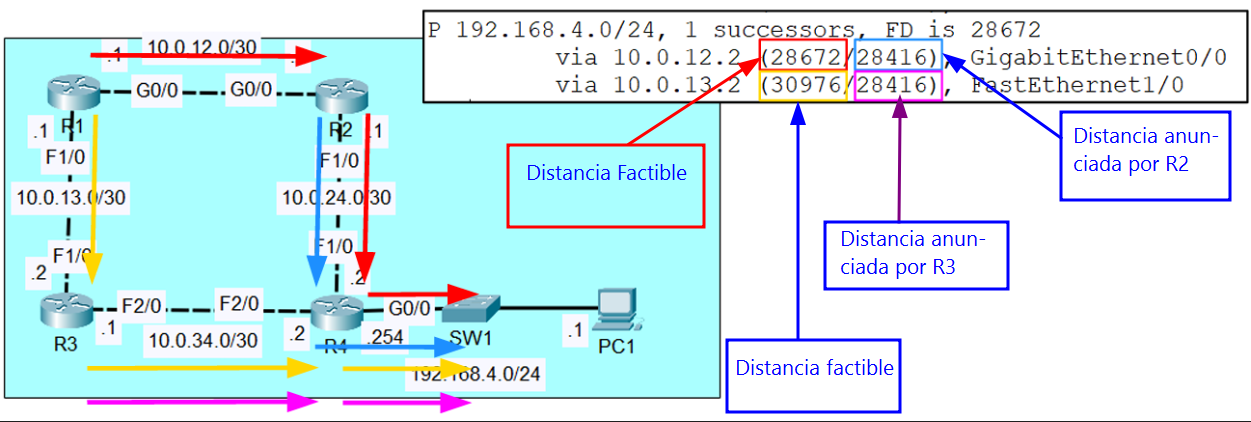 P 192.168.4.0/24, 1 successors, FD is 28672
via 10.0.12.2 (28672/28416), GigabitEthernet0/0
via 10.0.13.2 (30976/28416), FastEthernet1/0
.1
10.0.12.0/30
G0/0
G0/0
R1
R2
.1
.1
F1/0
F1/0
10.0.13.0/30
10.0.24.0/30
F1/0
F1/0
.2
.2
F2/0
F2/0
G0/0
R3
.1
10.0.34.0/30
.2
R4
.254
SW1
.1
PC1
192.168.4.0/24
Distancia Factible
Distancia anun-
ciada por R2
Distancia anun-
ciada por R3
Distancia factible